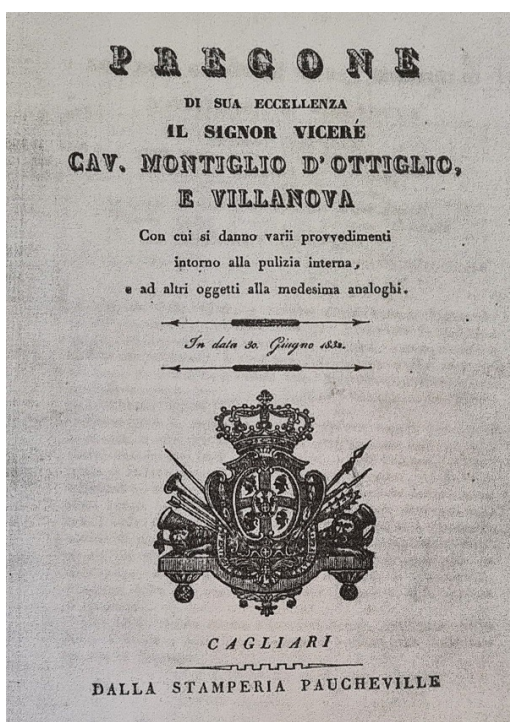 PREGONE
DI SUA ECCELLENZA
IL SIGNOR VICERÉ
CAV. MONTIGLIO D'OTTIGLIO,
E VILLANOVA
Con cui si danno varii provvedimenti
intorno alla pulizia interna,
e ad altri oggetti alla medesima analoghi.
In data 30. Giugno 1832.
CAGLIARI
DALLA STAMPERIA PAUCHEVILLE